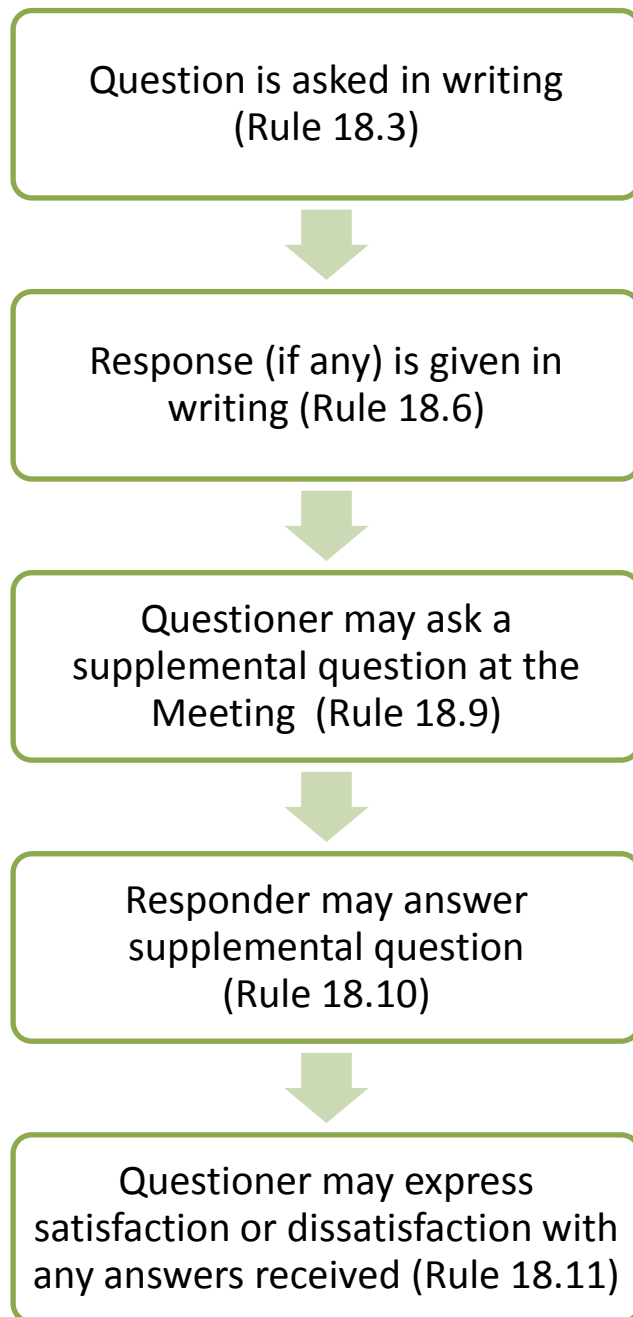 Question is asked in writing
(Rule 18.3)
Response (if any) is given in
writing (Rule 18.6)
Questioner may ask a
supplemental question at the
Meeting  (Rule 18.9)
Responder may answer
supplemental question
(Rule 18.10)
Questioner may express
satisfaction or dissatisfaction with
any answers received (Rule 18.11)